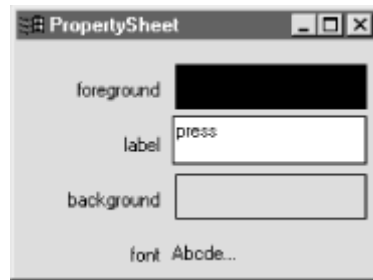 PropertySheet
foreground
label press
background
font Abcde...